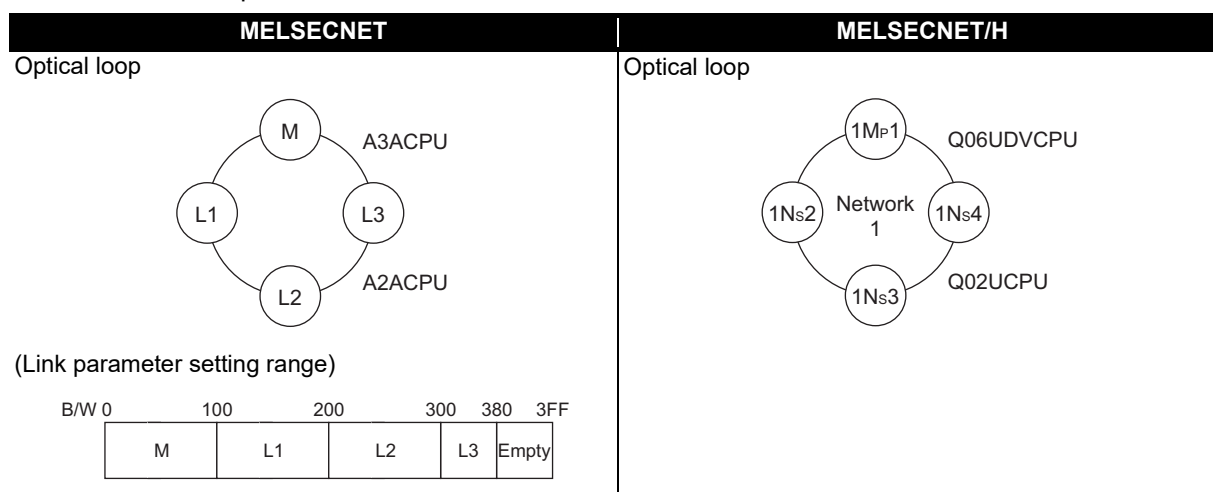 MELSECNET
MELSECNET/H
Optical loop
Optical loop
M
A3ACPU
L1
L3
L2
A2ACPU
1MP1
Q06UDVCPU
1NS2
Network
1
1NS4
1NS3
Q02UCPU
(Link parameter setting range)
B/W 0 100 200 300 380 3FF
M L1 L2 L3 Empty